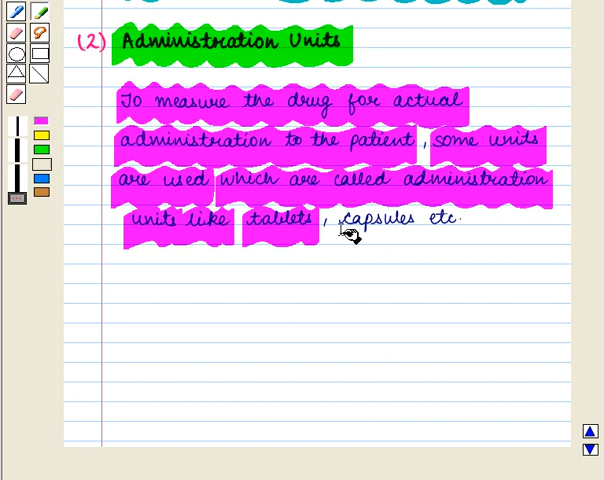 (2) Administration Units
To measure the drug for actual
administration to the patient, some units
are used which are called administration
units like tablets, capsules etc.